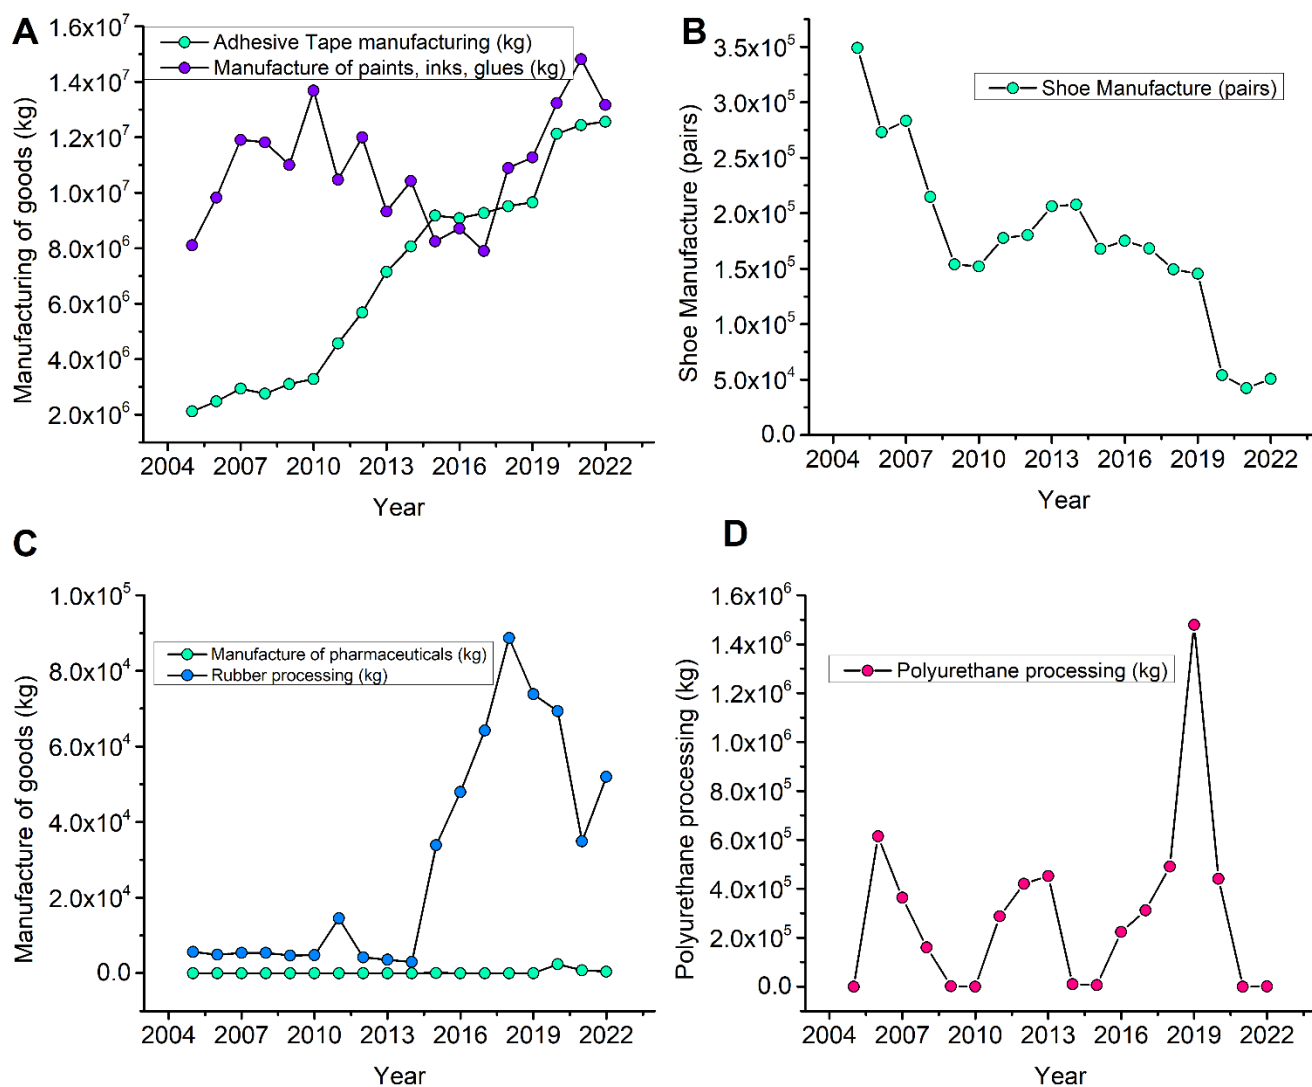 A
Manufacturing of goods (kg)
1.6x10⁷
1.4x10⁷
1.2x10⁷
1.0x10⁷
8.0x10⁶
6.0x10⁶
4.0x10⁶
2.0x10⁶
Adhesive Tape manufacturing (kg)
Manufacture of paints, inks, glues (kg)
2004 2007 2010 2013 2016 2019 2022
Year
B
Shoe Manufacture (pairs)
3.5x10⁵
3.0x10⁵
2.5x10⁵
2.0x10⁵
1.5x10⁵
1.0x10⁵
5.0x10⁴
0.0
Shoe Manufacture (pairs)
2004 2007 2010 2013 2016 2019 2022
Year
C
Manufacture of goods (kg)
1.0x10⁵
8.0x10⁴
6.0x10⁴
4.0x10⁴
2.0x10⁴
0.0
Manufacture of pharmaceuticals (kg)
Rubber processing (kg)
2004 2007 2010 2013 2016 2019 2022
Year
D
Polyurethane processing (kg)
1.6x10⁶
1.4x10⁶
1.2x10⁶
1.0x10⁶
8.0x10⁵
6.0x10⁵
4.0x10⁵
2.0x10⁵
0.0
Polyurethane processing (kg)
2004 2007 2010 2013 2016 2019 2022
Year